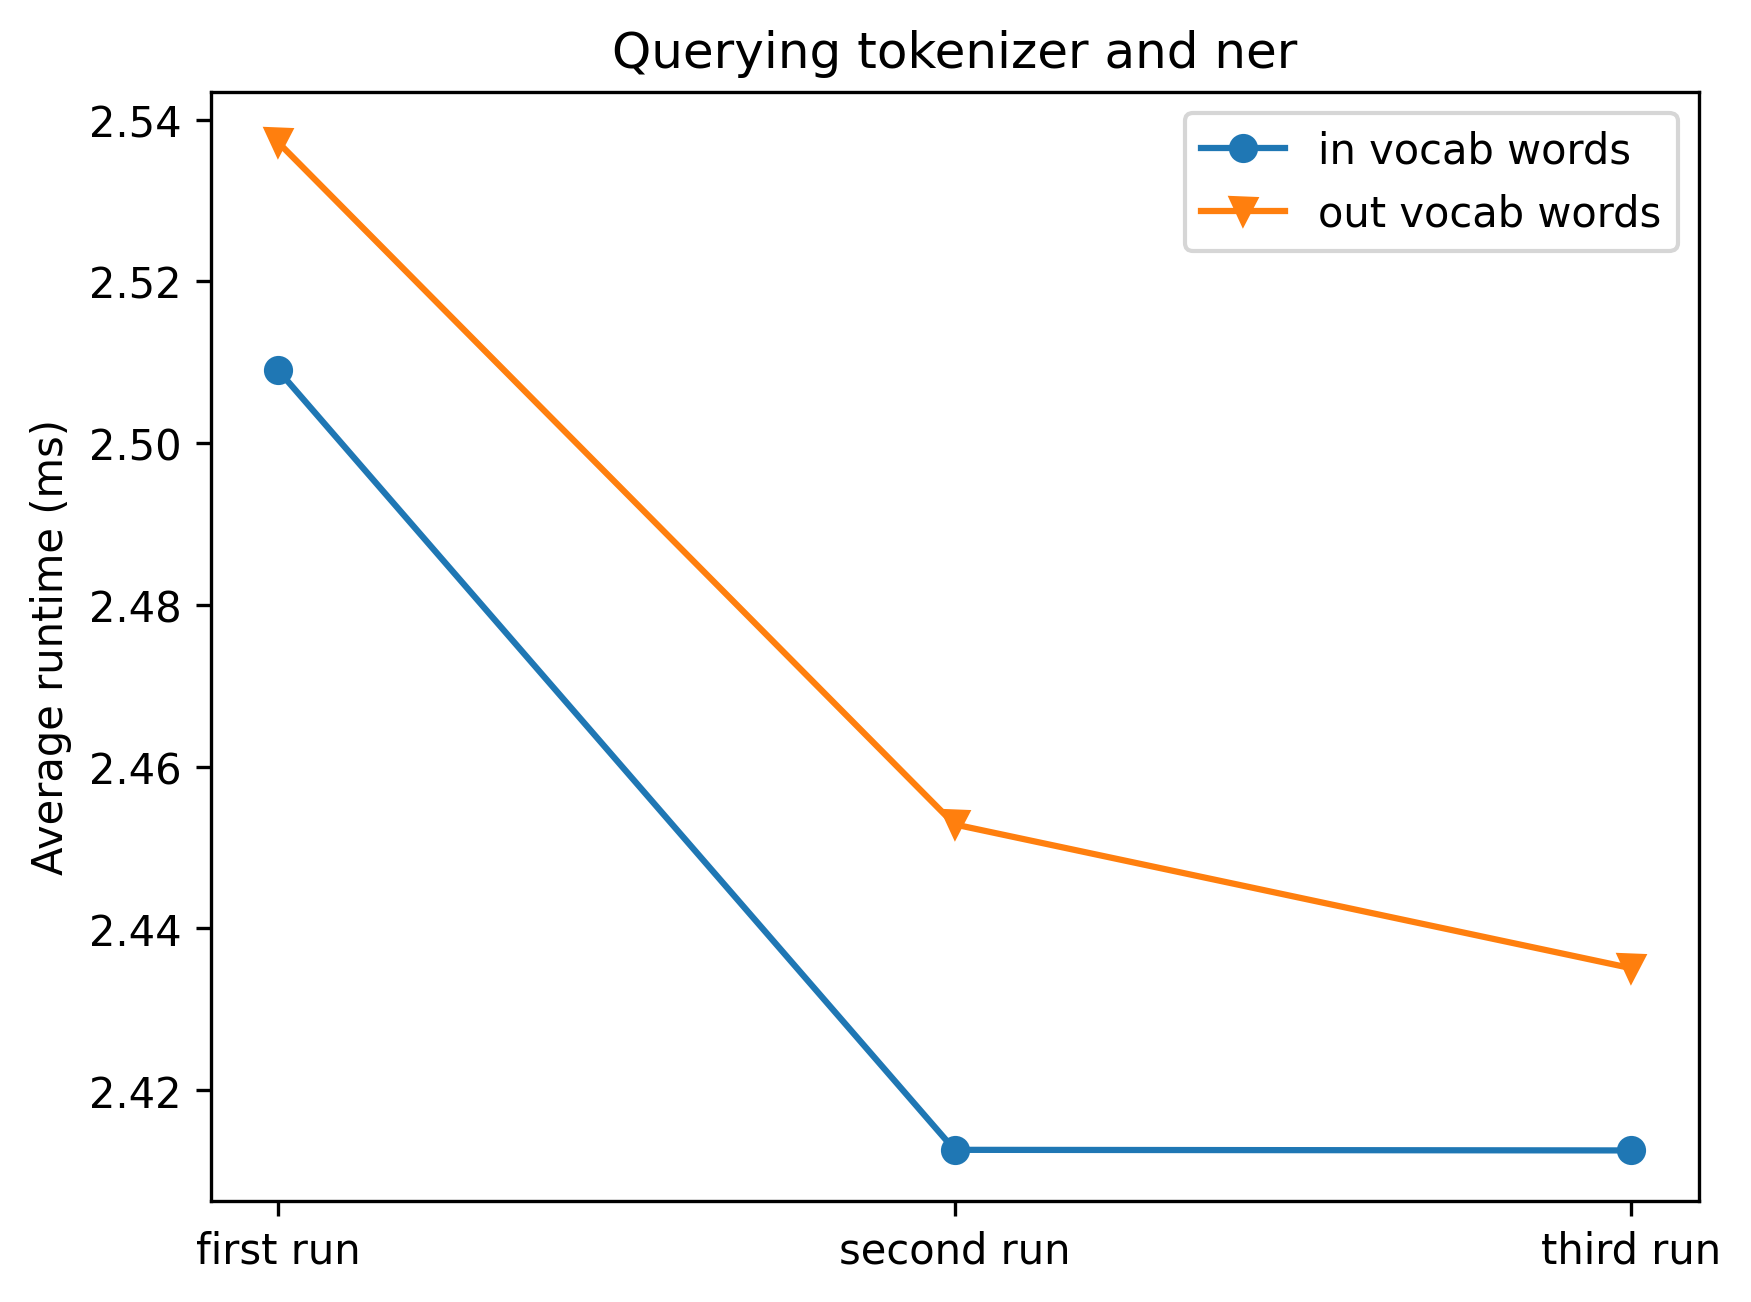 Querying tokenizer and ner
2.54
2.52
2.50
2.48
2.46
2.44
2.42
Average runtime (ms)
in vocab words
out vocab words
first run
second run
third run